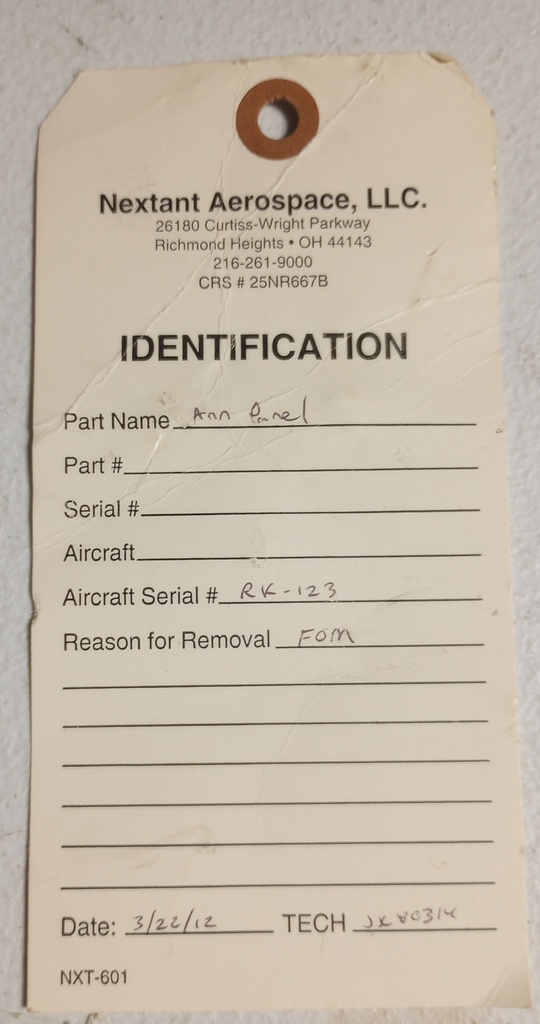 Nextant Aerospace, LLC.
26180 Curtiss-Wright Parkway
Richmond Heights • OH 44143
216-261-9000
CRS # 25NR667B
IDENTIFICATION
Part Name Ann Panel
Part #
Serial #
Aircraft
Aircraft Serial # RK-123
Reason for Removal FOM
Date: 3/22/12 TECH
NXT-601